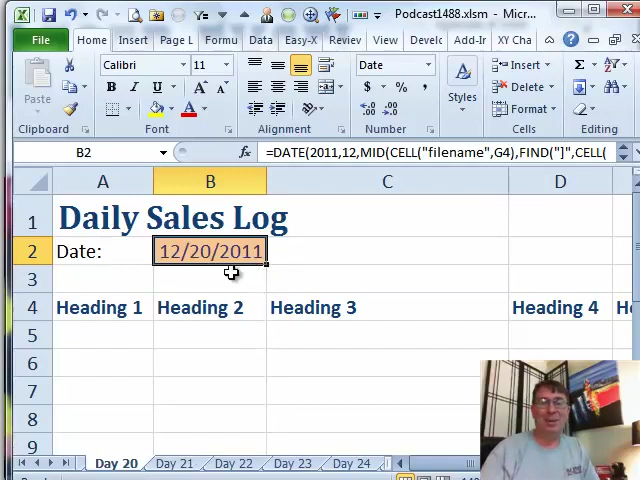 Podcast1488.xlsm - Micr...
File Home Insert Page L Formu Data Easy-X Review View Develc Add-Ir XY Cha
Paste
Calibri 11
Date
Styles
Insert
Delete
Format
Clipboard Font Alignment Number Cells Editing
B2 fx =DATE(2011,12,MID(CELL("filename",G4),FIND("]",CELL(
A B C D
1 Daily Sales Log
2 Date: 12/20/2011
3
4 Heading 1 Heading 2 Heading 3 Heading 4 He
5
6
7
8
9
Day 20 Day 21 Day 22 Day 23 Day 24